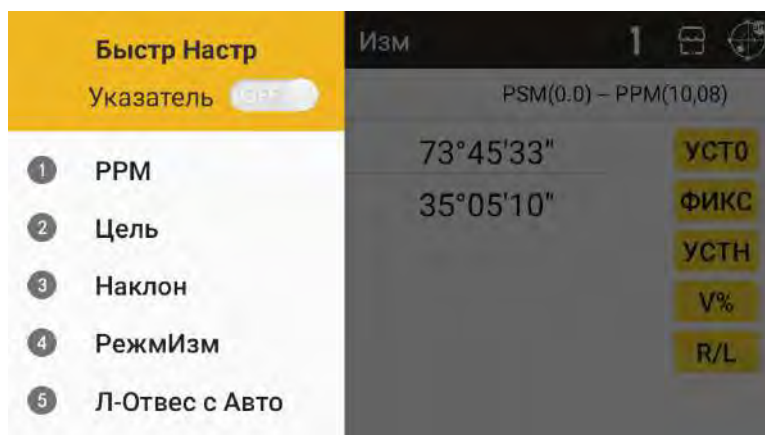 Быстр Настр
Указатель OFF
1 PPM
2 Цель
3 Наклон
4 РежмИзм
5 Л-Отвес с Авто
Изм 1
PSM(0.0) – PPM(10,08)
73°45'33" УСТ0
35°05'10" ФИКС
УСТН
V%
R/L